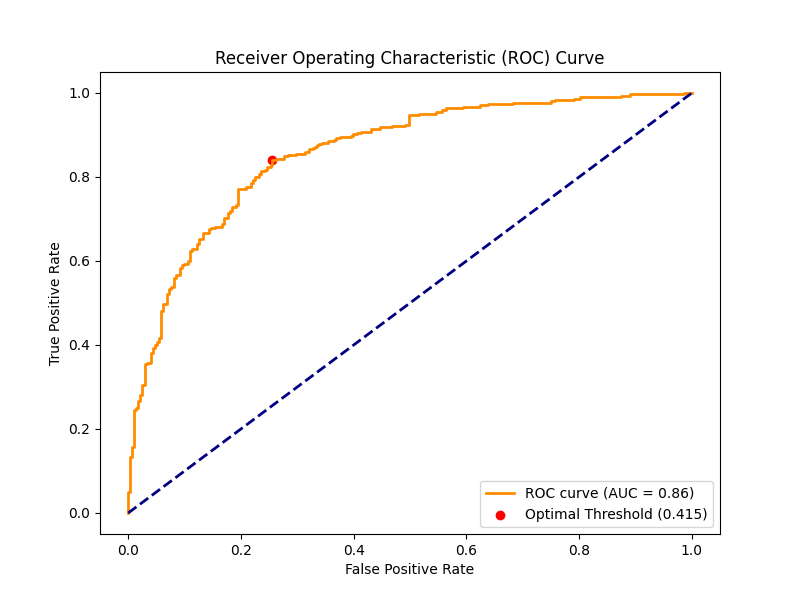 Receiver Operating Characteristic (ROC) Curve
1.0
0.8
0.6
0.4
0.2
0.0
True Positive Rate
ROC curve (AUC = 0.86)
Optimal Threshold (0.415)
0.0 0.2 0.4 0.6 0.8 1.0
False Positive Rate